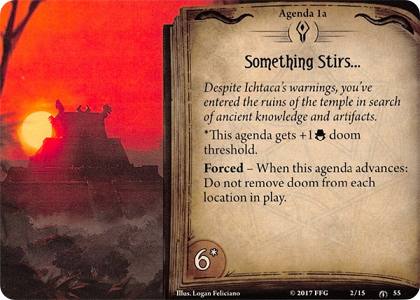 Agenda 1a
Something Stirs...
Despite Ichtaca's warnings, you've
entered the ruins of the temple in search
of ancient knowledge and artifacts.
*This agenda gets +1 doom
threshold.
Forced – When this agenda advances:
Do not remove doom from each
location in play.
6*
Illus. Logan Feliciano
© 2017 FFG
2/15
55